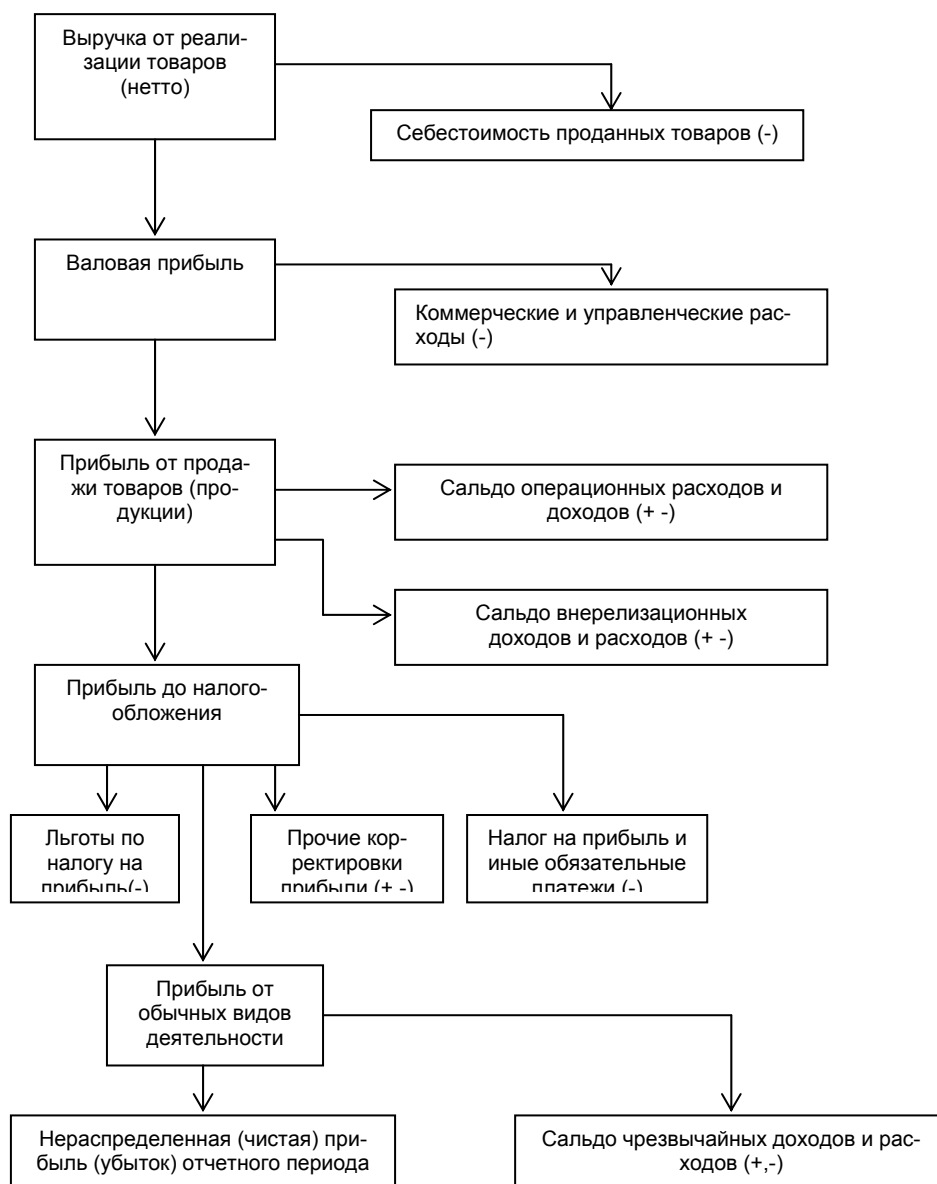 Выручка от реали-
зации товаров
(нетто)
Себестоимость проданных товаров (-)
Валовая прибыль
Коммерческие и управленческие рас-
ходы (-)
Прибыль от прода-
жи товаров (про-
дукции)
Сальдо операционных расходов и
доходов (+ -)
Сальдо внерелизационных
доходов и расходов (+ -)
Прибыль до налого-
обложения
Льготы по
налогу на
прибыль(-)
Прочие кор-
ректировки
прибыли (+ -)
Налог на прибыль и
иные обязательные
платежи (-)
Прибыль от
обычных видов
деятельности
Нераспределенная (чистая) при-
быль (убыток) отчетного периода
Сальдо чрезвычайных доходов и рас-
ходов (+,-)